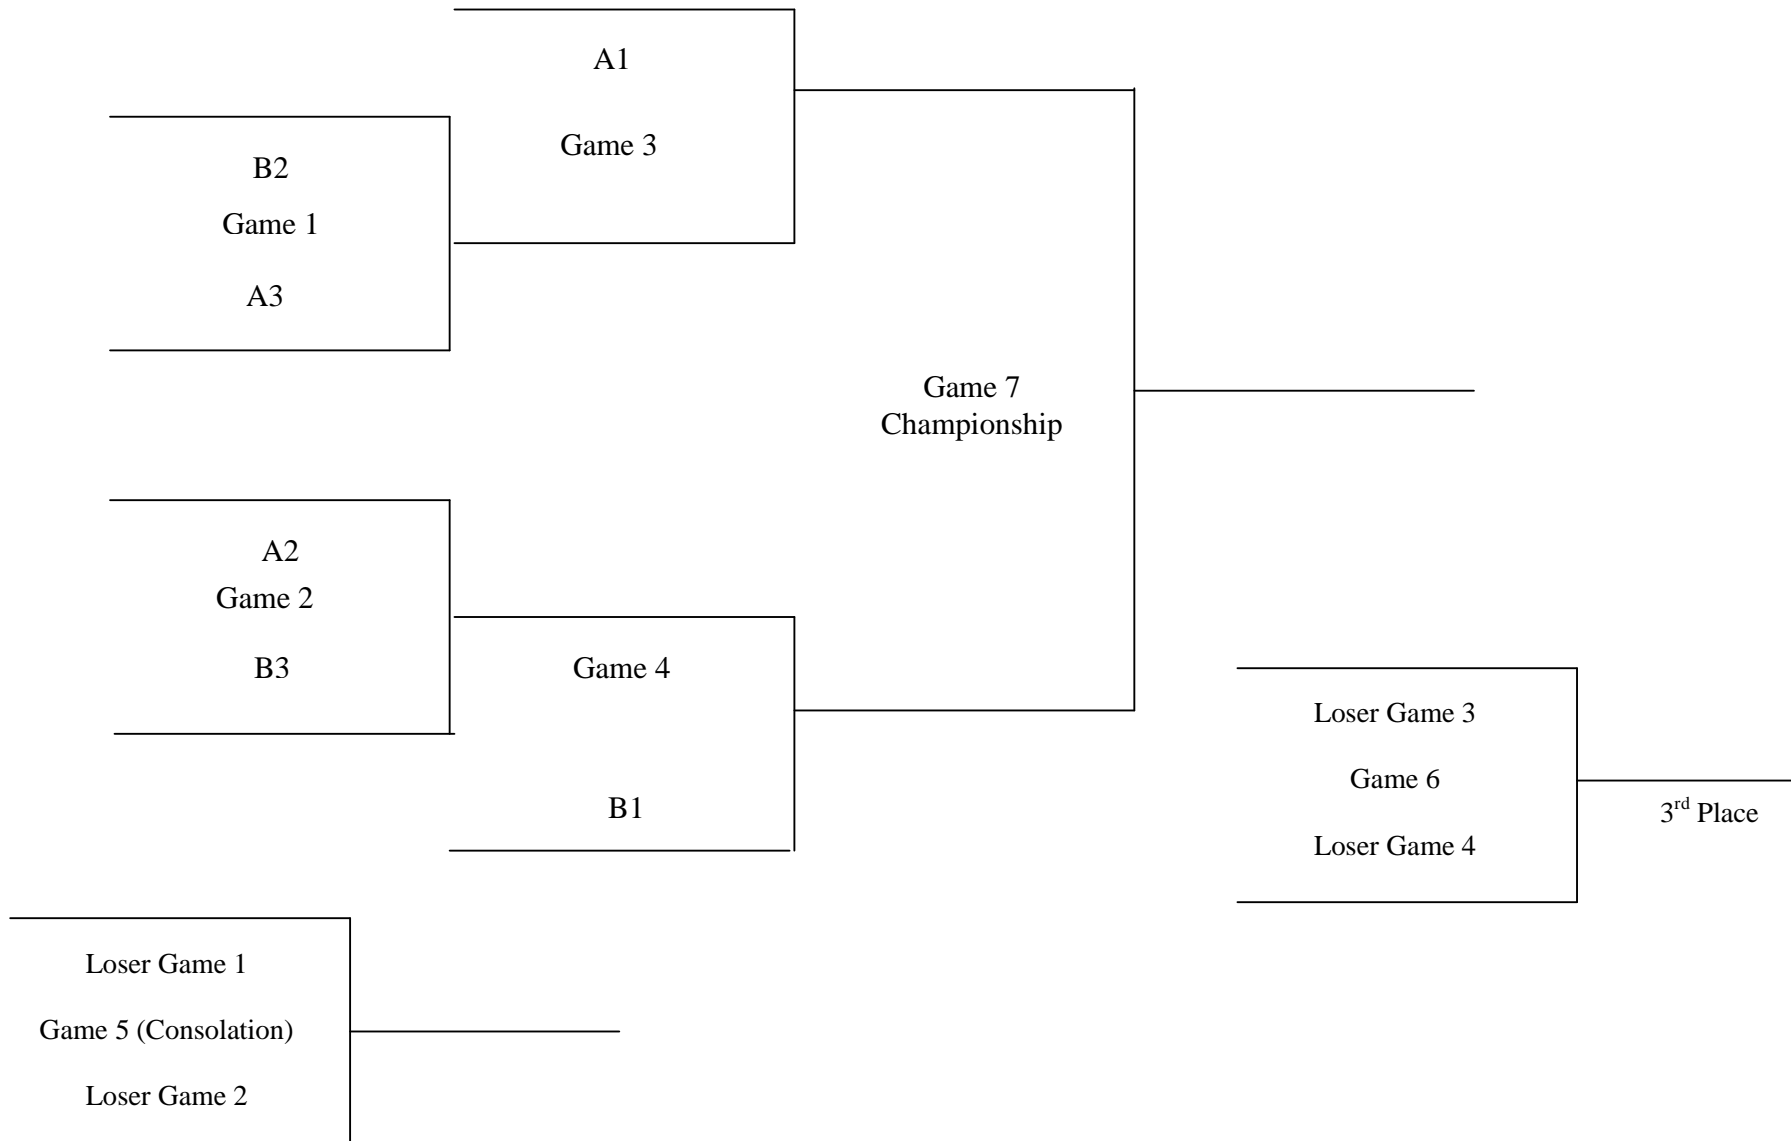 A1
Game 3
B2
Game 1
A3
Game 7
Championship
A2
Game 2
B3
Game 4
B1
Loser Game 3
Game 6
Loser Game 4
3rd Place
Loser Game 1
Game 5 (Consolation)
Loser Game 2